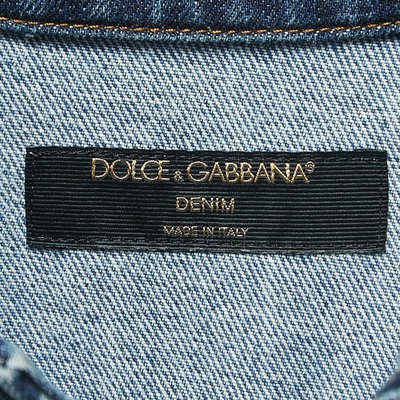 DOLCE & GABBANA®
DENIM
MADE IN ITALY